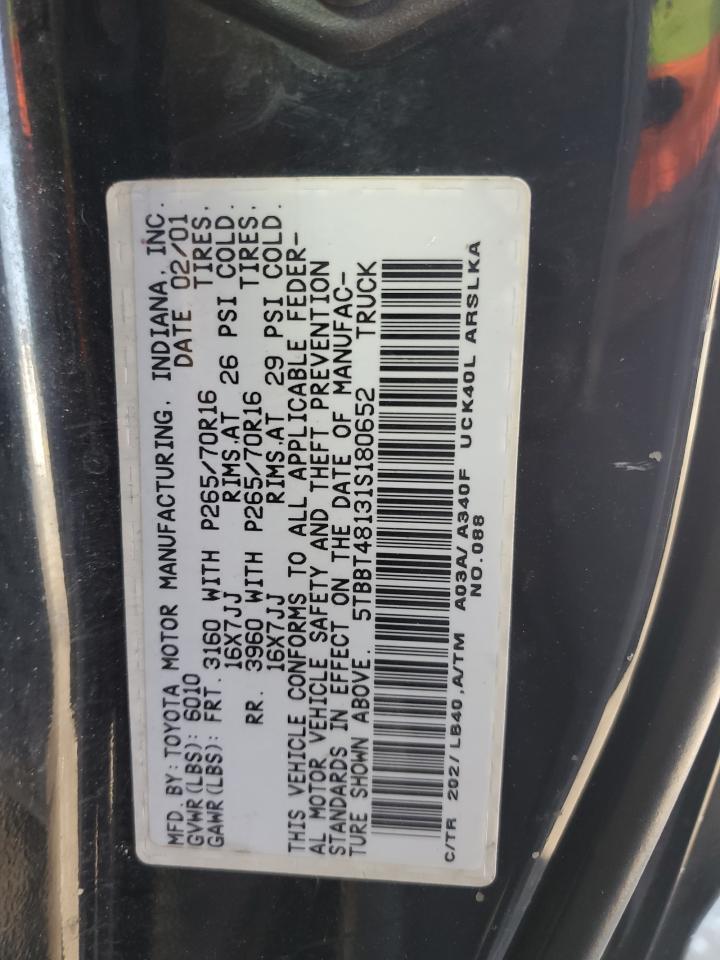 MFD. BY: TOYOTA MOTOR MANUFACTURING, INDIANA, INC.
GVWR(LBS): 6010 DATE 02/01
GAWR(LBS): FRT. 3160 WITH P265/70R16 TIRES,
16X7JJ RIMS,AT 26 PSI COLD.
RR. 3960 WITH P265/70R16 TIRES,
16X7JJ RIMS,AT 29 PSI COLD.
THIS VEHICLE CONFORMS TO ALL APPLICABLE FEDER-
AL MOTOR VEHICLE SAFETY AND THEFT PREVENTION
STANDARDS IN EFFECT ON THE DATE OF MANUFAC-
TURE SHOWN ABOVE. 5TBBT48131S180652 TRUCK
C/TR 202/LB40,A/TM A03A/A340F UCK40L ARSLKA
NO.088